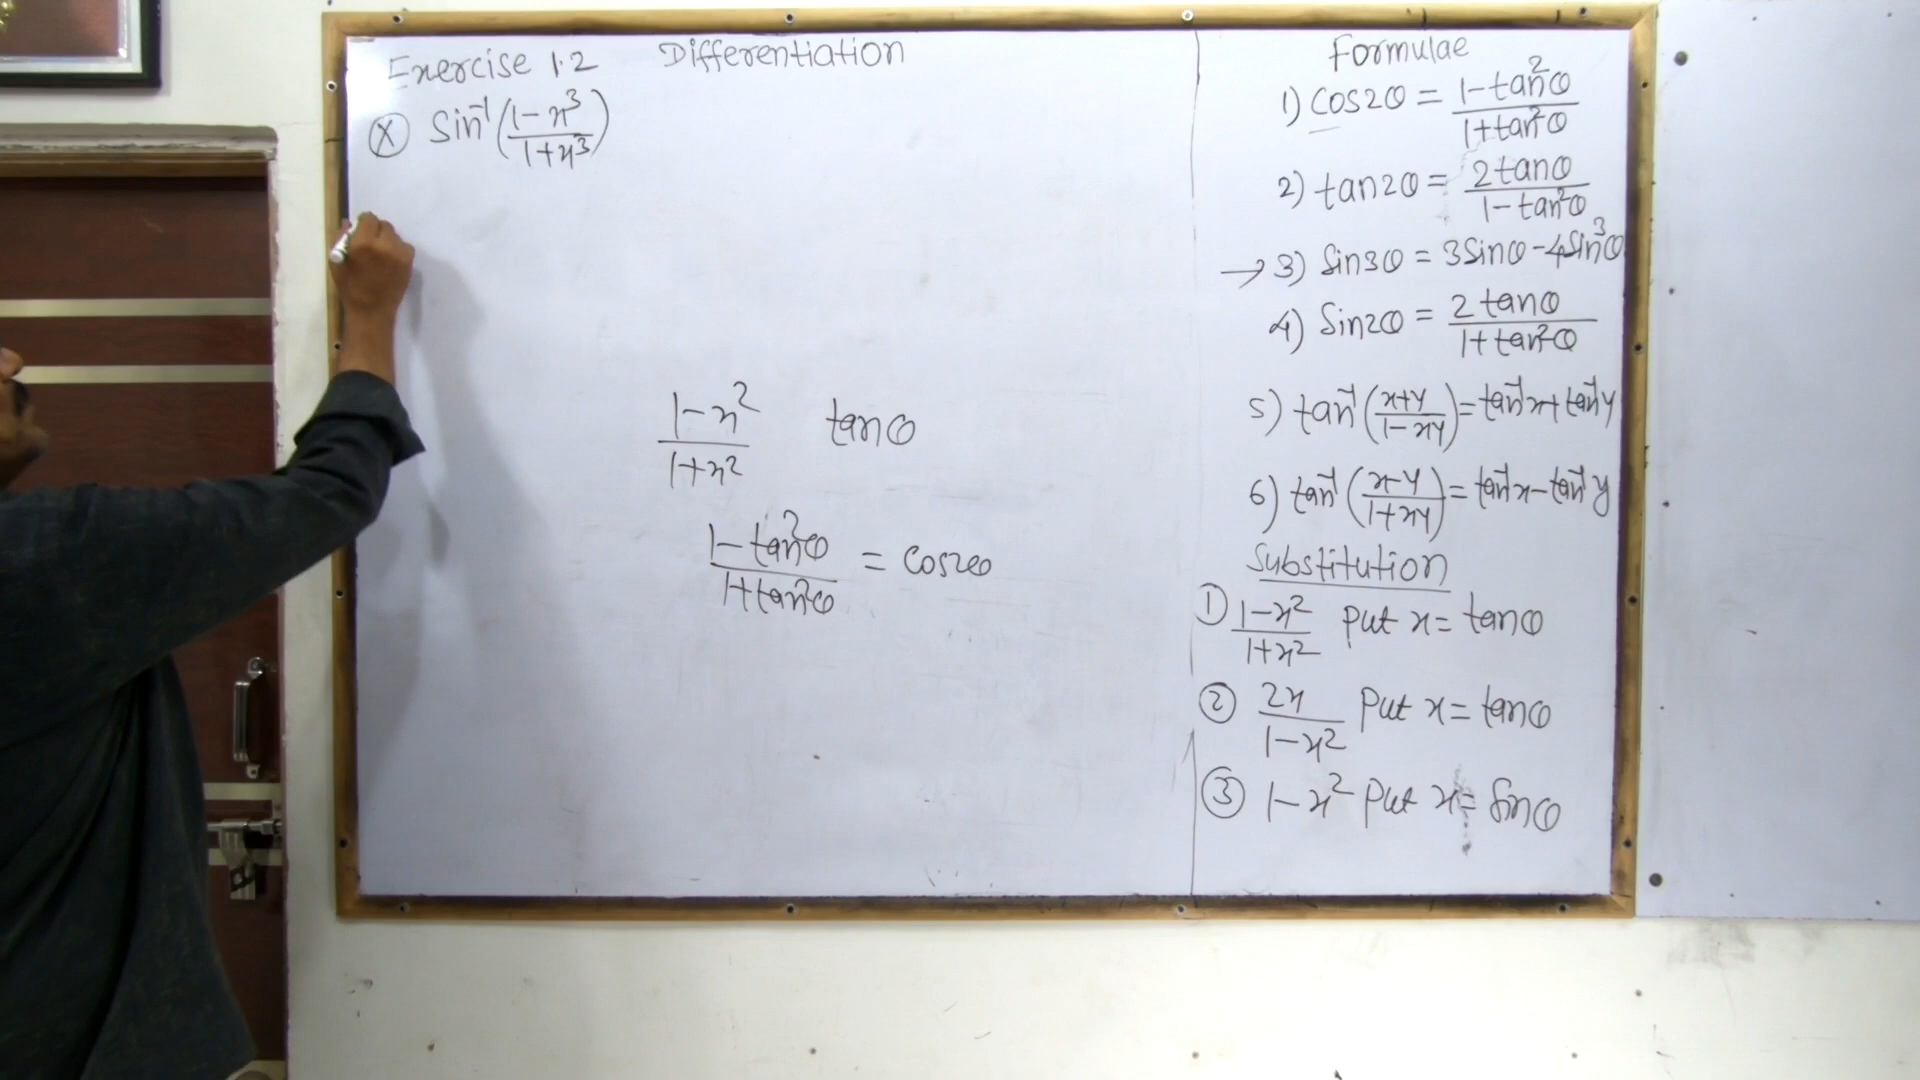 Exercise 1.2 Differentiation
(X) Sin⁻¹ ((1-x³)/(1+x³))
(1-x²)/(1+x²) tanθ
(1-tan²θ)/(1+tan²θ) = cos2θ
Formulae
1) cos2θ = (1-tan²θ)/(1+tan²θ)
2) tan2θ = (2tanθ)/(1-tan²θ)
→ 3) Sin3θ = 3Sinθ-4Sin³θ
4) Sin2θ = (2tanθ)/(1+tan²θ)
5) tan⁻¹((x+y)/(1-xy)) = tan⁻¹x+tan⁻¹y
6) tan⁻¹((x-y)/(1+xy)) = tan⁻¹x-tan⁻¹y
Substitution
① (1-x²)/(1+x²) Put x= tanθ
② 2x/(1-x²) Put x= tanθ
③ 1-x² Put x= Sinθ